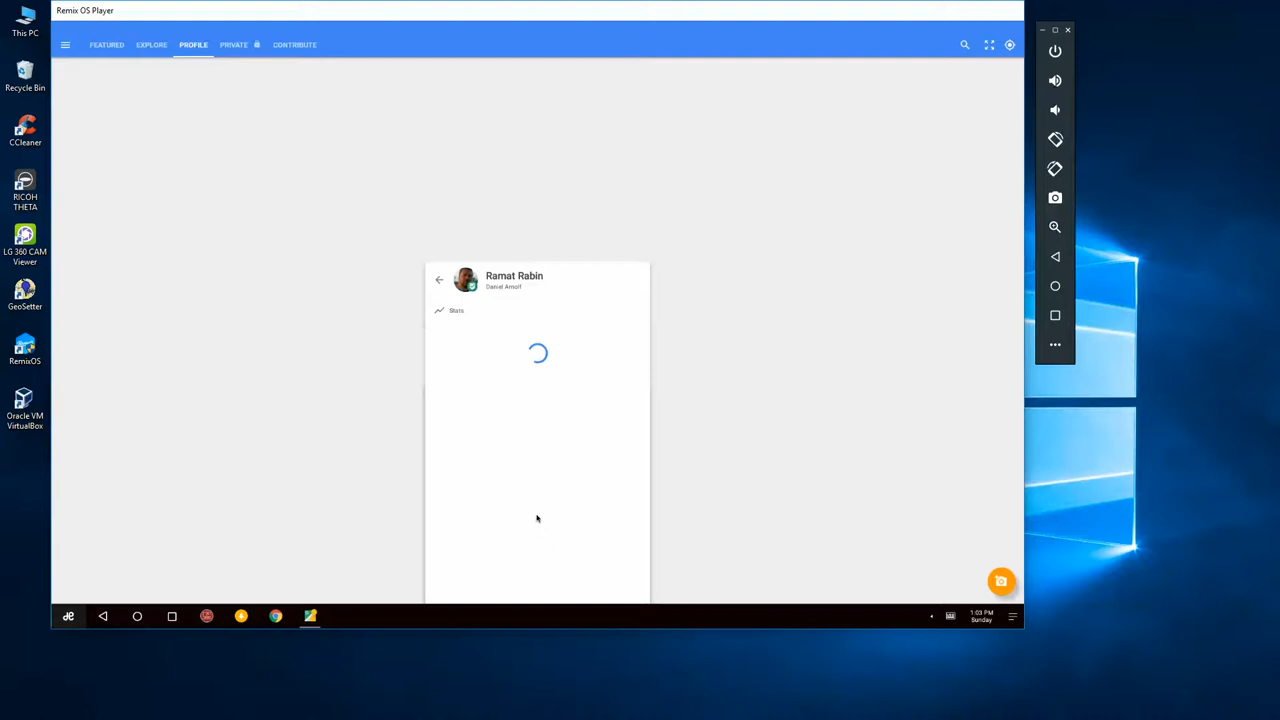 Remix OS Player
FEATURED
EXPLORE
PROFILE
PRIVATE
CONTRIBUTE
This PC
Recycle Bin
CCleaner
RICOH
THETA
LG 360 CAM
Viewer
GeoSetter
RemixOS
Oracle VM
VirtualBox
Ramat Rabin
Daniel Arnolf
Stats
1:03 PM
Sunday